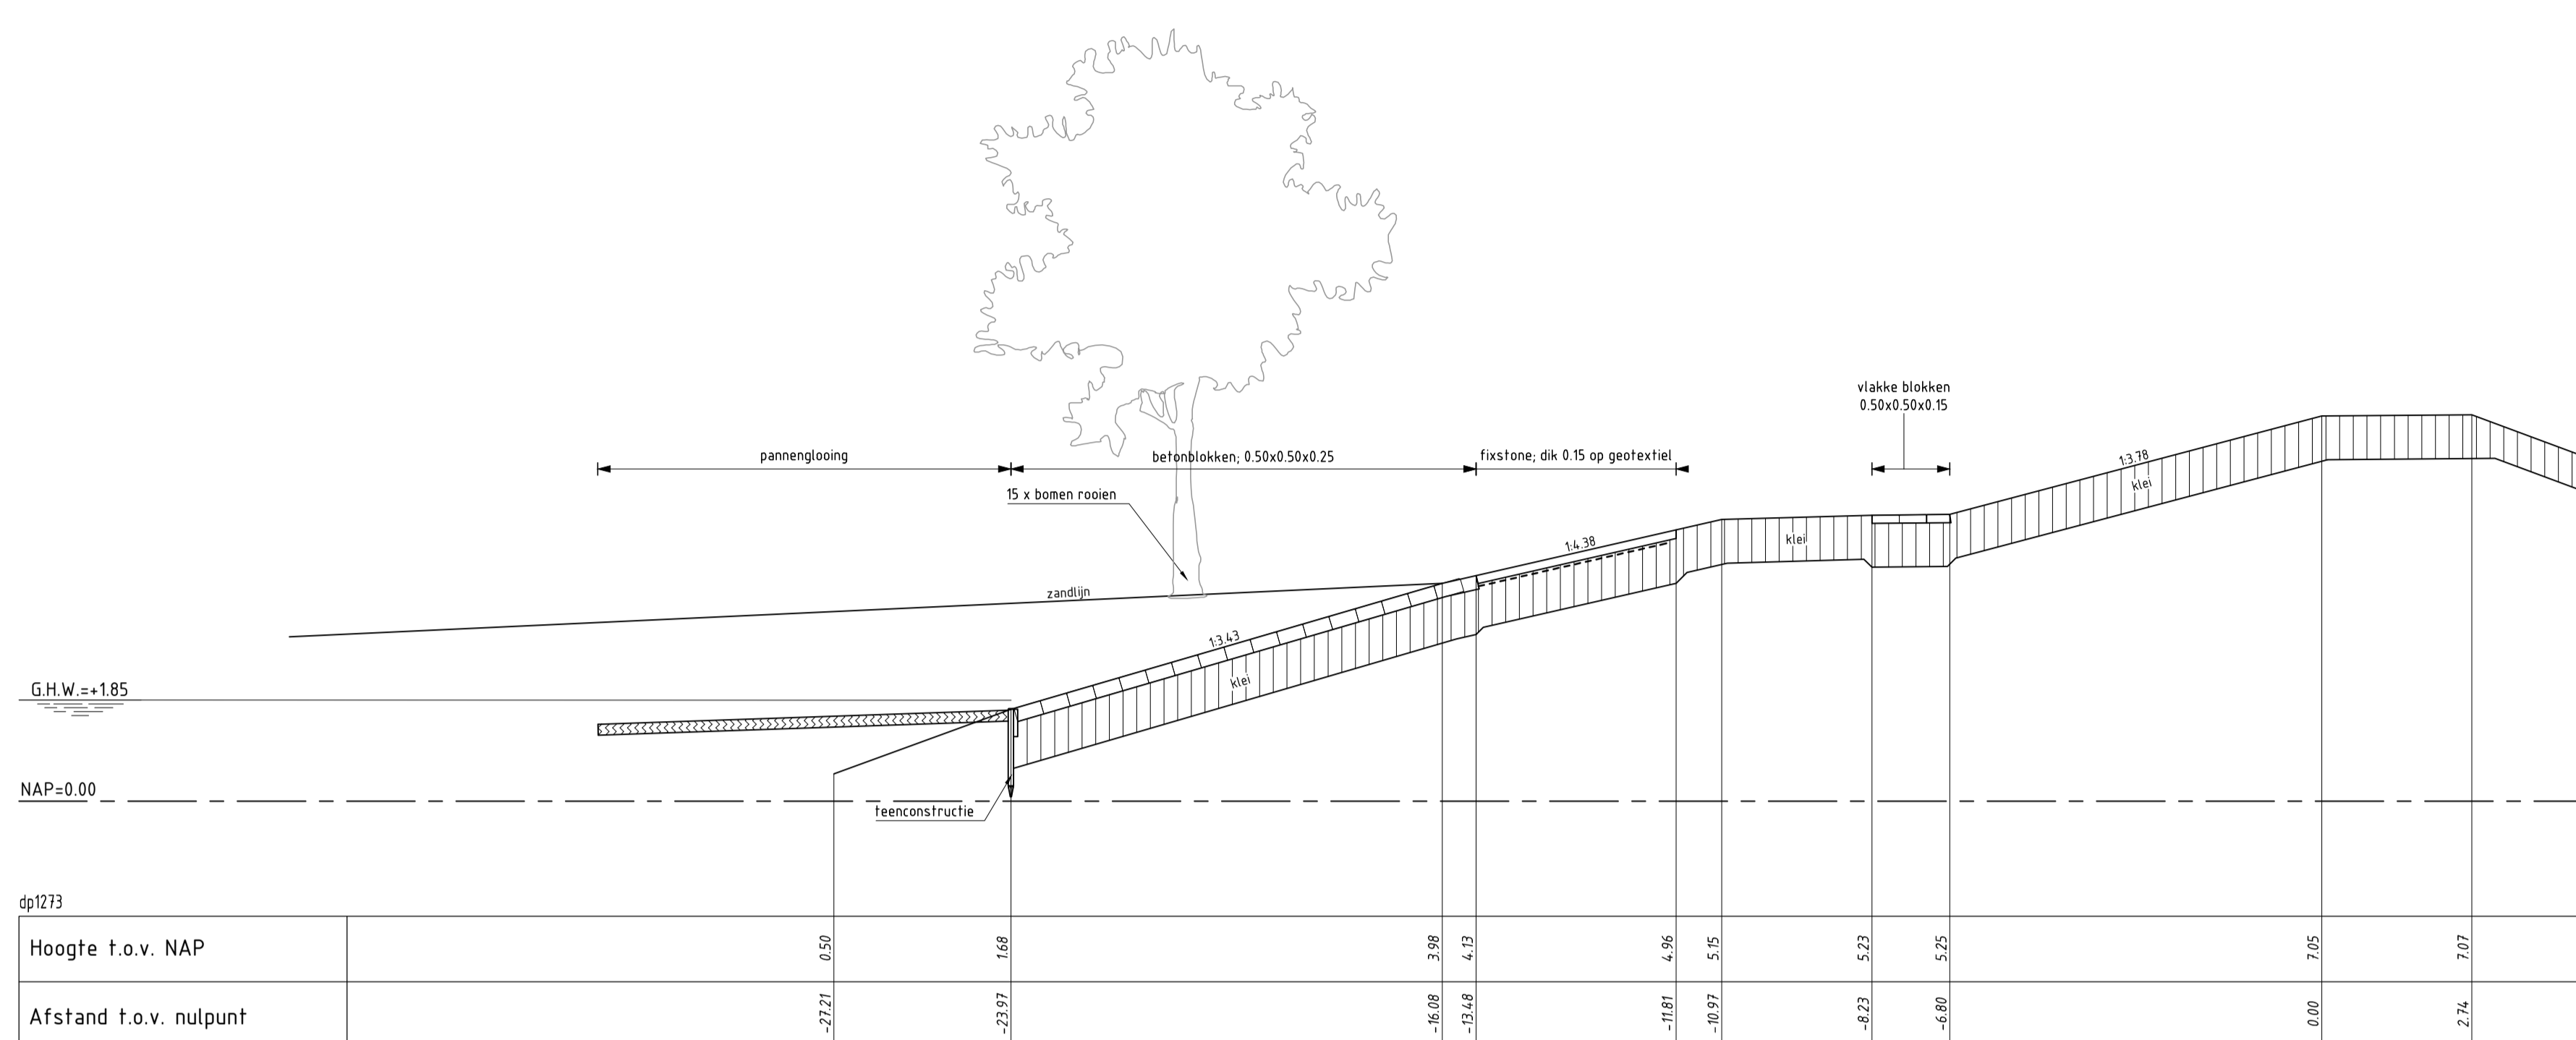 vlakke blokken
0.50x0.50x0.15
pannenglooing
betonblokken; 0.50x0.50x0.25
fixstone; dik 0.15 op geotextiel
1:3.78
klei
15 x bomen rooien
1:4.38
klei
zandlijn
1:3.43
klei
G.H.W.=+1.85
NAP=0.00
teenconstructie
dp1273
Hoogte t.o.v. NAP 0.50 1.68 3.98 4.13 4.96 5.15 5.23 5.25 7.05 7.07
Afstand t.o.v. nulpunt -27.21 -23.97 -16.08 -13.48 -11.81 -10.97 -8.23 -6.80 0.00 2.74